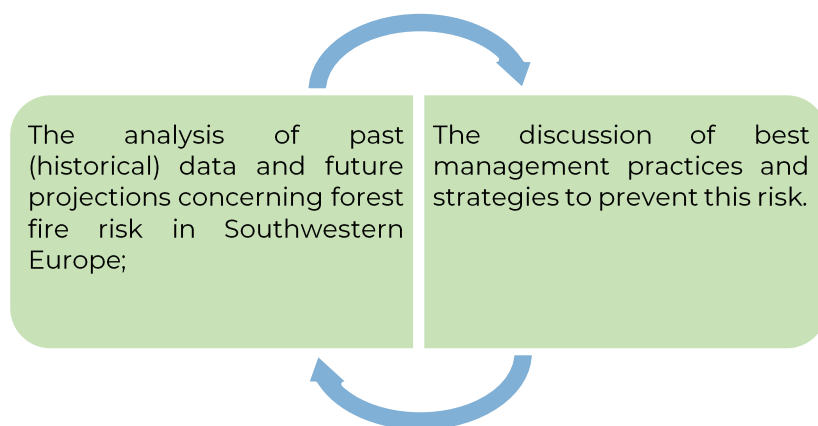 The analysis of past
(historical) data and future
projections concerning forest
fire risk in Southwestern
Europe;
The discussion of best
management practices and
strategies to prevent this risk.